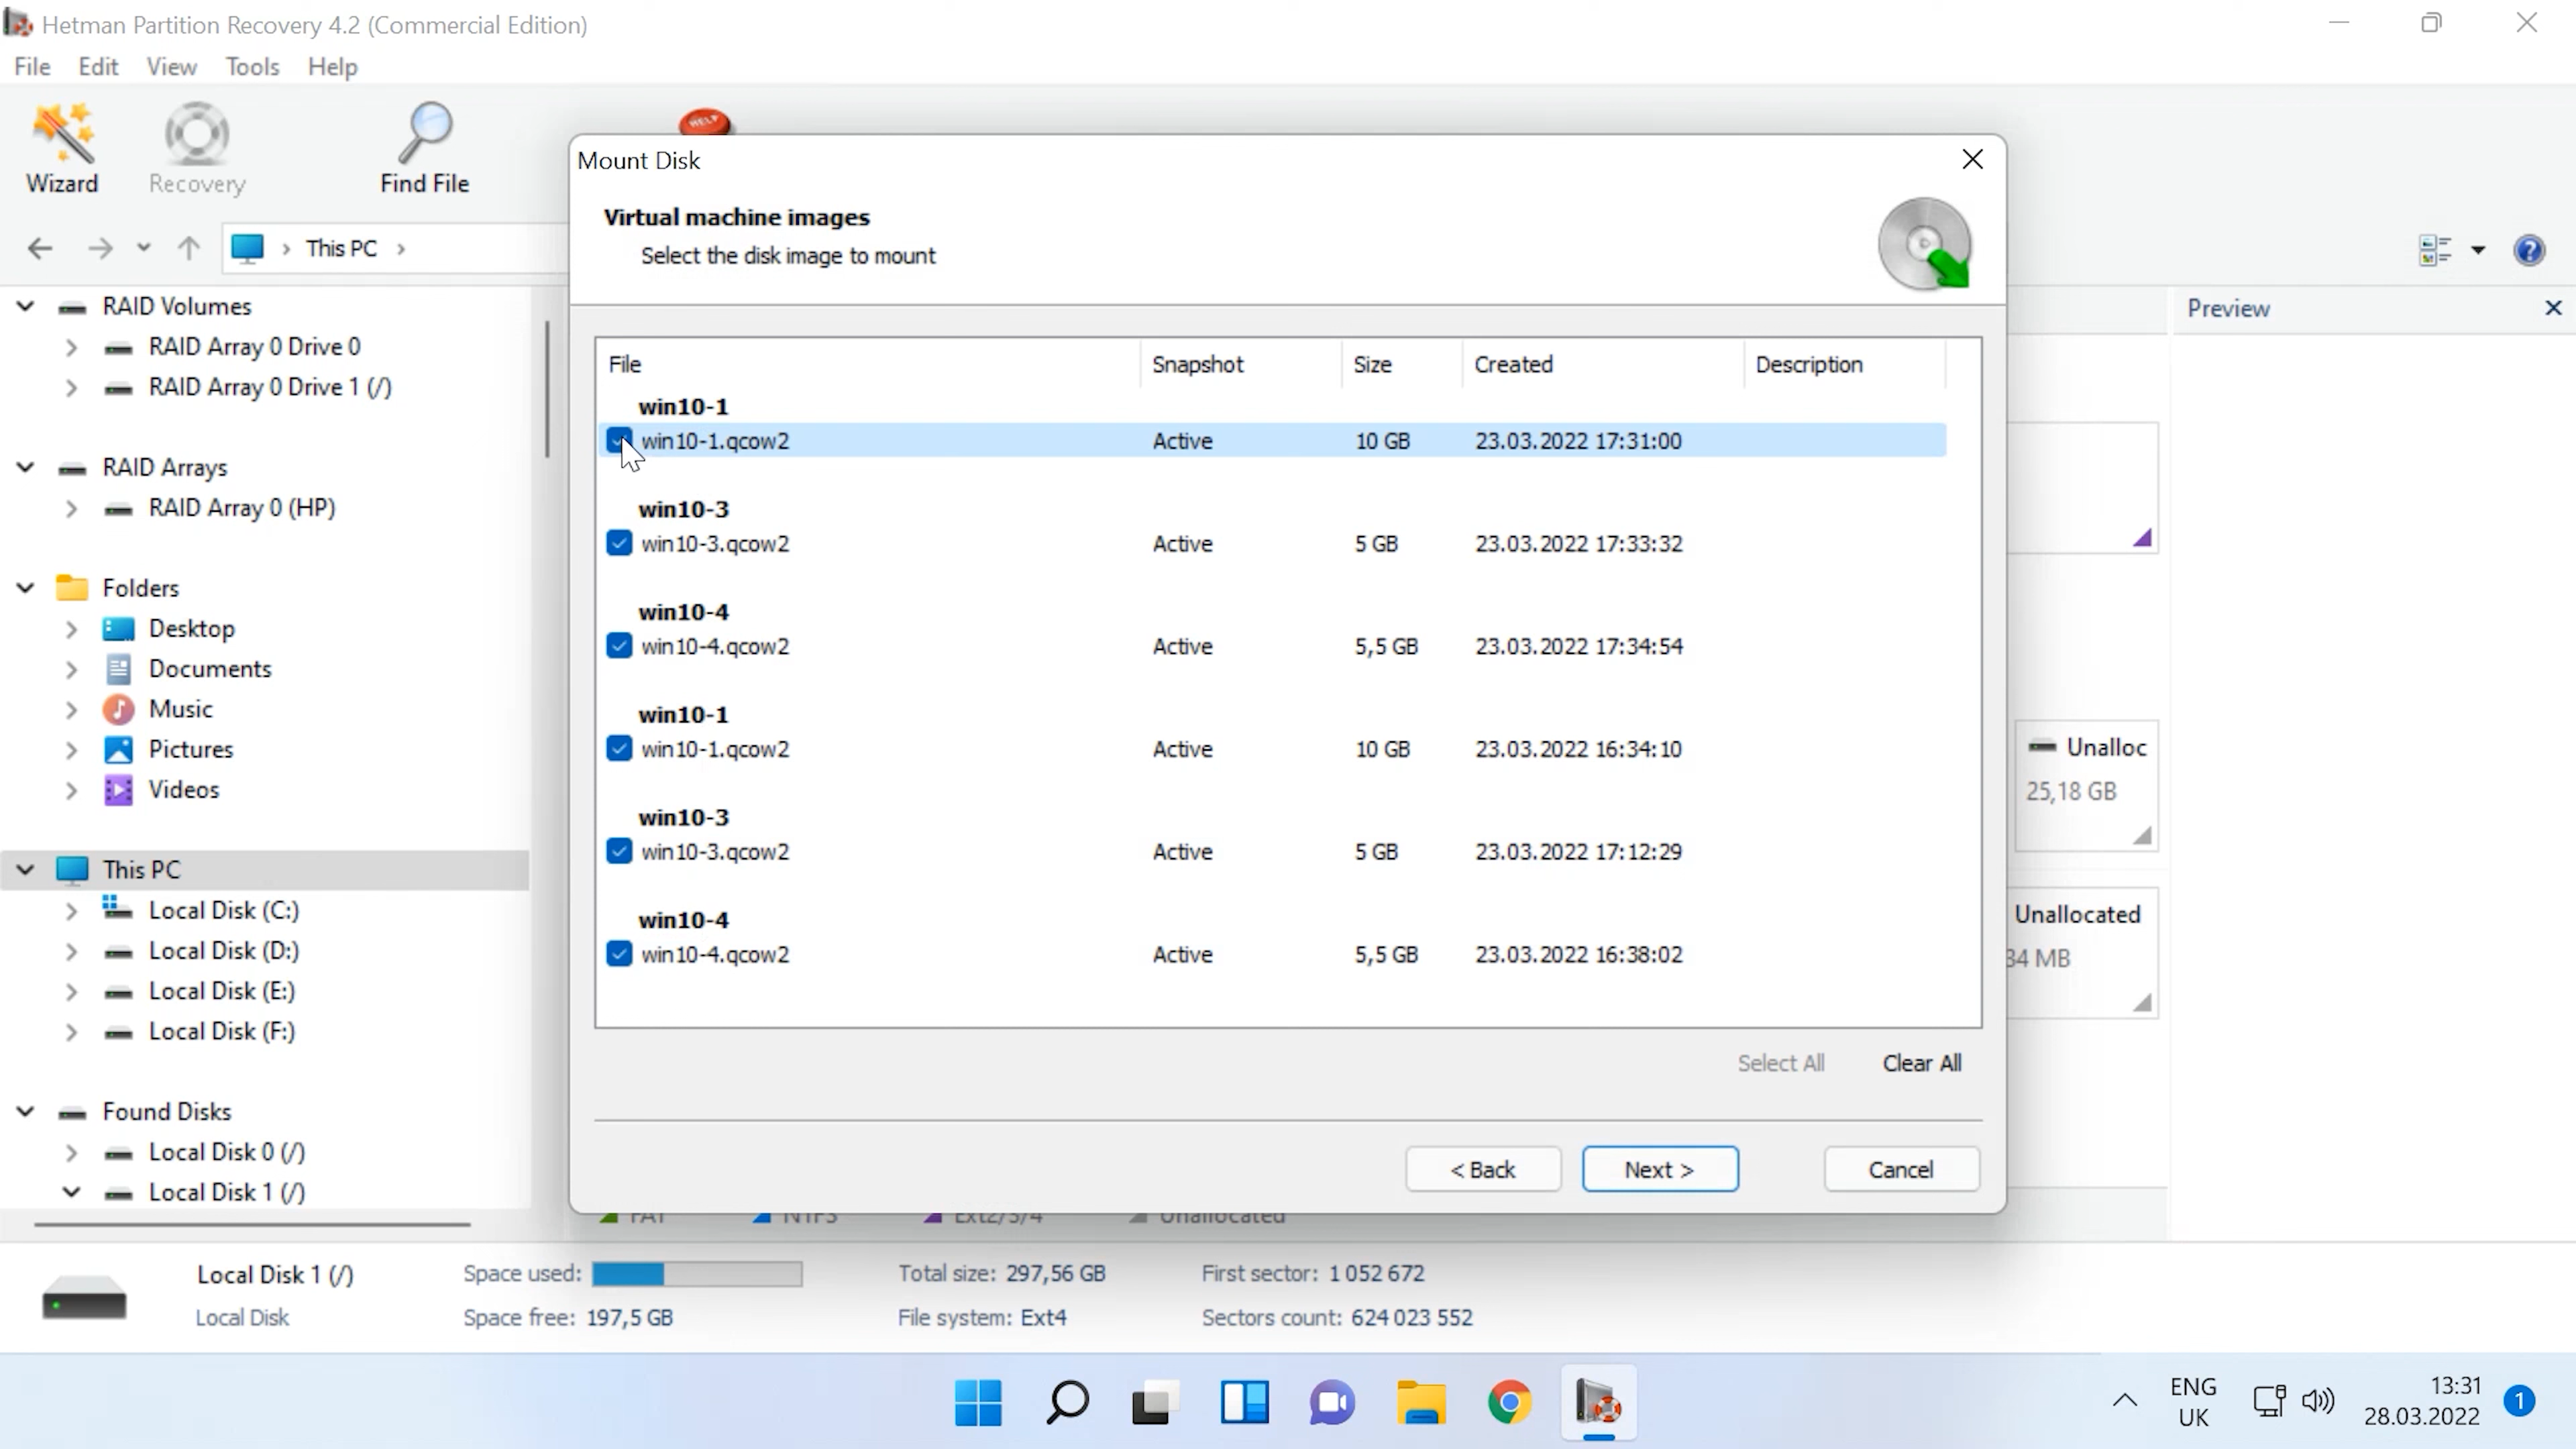 Hetman Partition Recovery 4.2 (Commercial Edition)
File Edit View Tools Help
Wizard
Recovery
Find File
HELP
This PC
RAID Volumes
RAID Array 0 Drive 0
RAID Array 0 Drive 1 (/)
RAID Arrays
RAID Array 0 (HP)
Folders
Desktop
Documents
Music
Pictures
Videos
This PC
Local Disk (C:)
Local Disk (D:)
Local Disk (E:)
Local Disk (F:)
Found Disks
Local Disk 0 (/)
Local Disk 1 (/)
Mount Disk
Virtual machine images
Select the disk image to mount
File Snapshot Size Created Description
win10-1
win10-1.qcow2 Active 10 GB 23.03.2022 17:31:00
win10-3
win10-3.qcow2 Active 5 GB 23.03.2022 17:33:32
win10-4
win10-4.qcow2 Active 5,5 GB 23.03.2022 17:34:54
win10-1
win10-1.qcow2 Active 10 GB 23.03.2022 16:34:10
win10-3
win10-3.qcow2 Active 5 GB 23.03.2022 17:12:29
win10-4
win10-4.qcow2 Active 5,5 GB 23.03.2022 16:38:02
Select All Clear All
< Back Next > Cancel
Preview
Unalloc
25,18 GB
Unallocated
34 MB
FAT NTFS Ext2/3/4 Unallocated
Local Disk 1 (/) Space used: Total size: 297,56 GB First sector: 1 052 672
Local Disk Space free: 197,5 GB File system: Ext4 Sectors count: 624 023 552
ENG
UK
13:31
28.03.2022
1